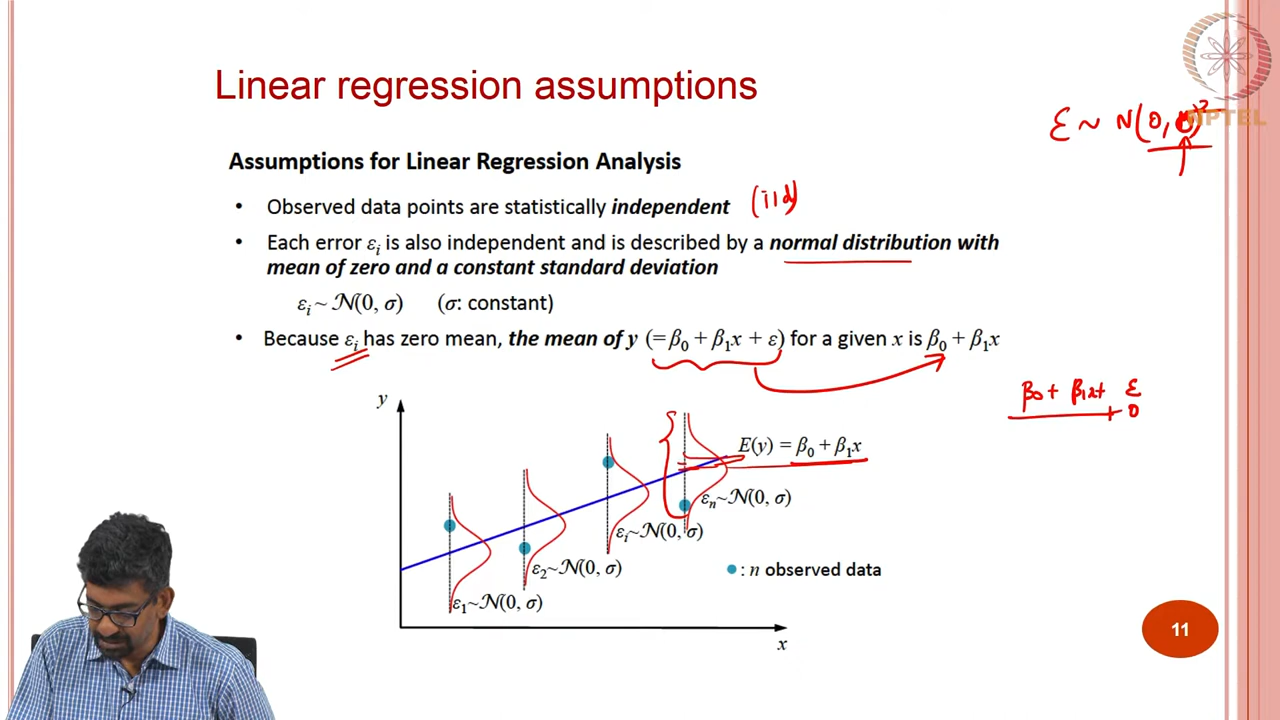 Linear regression assumptions
NPTEL
ε ~ N(0, σ)²
Assumptions for Linear Regression Analysis
• Observed data points are statistically independent (iid)
• Each error εᵢ is also independent and is described by a normal distribution with
mean of zero and a constant standard deviation
εᵢ ~ N(0, σ) (σ: constant)
• Because εᵢ has zero mean, the mean of y (= β₀ + β₁x + ε) for a given x is β₀ + β₁x
β₀ + β₁x + ε
0
y
E(y) = β₀ + β₁x
εₙ~N(0, σ)
εᵢ~N(0, σ)
ε₂~N(0, σ)
: n observed data
ε₁~N(0, σ)
x
11